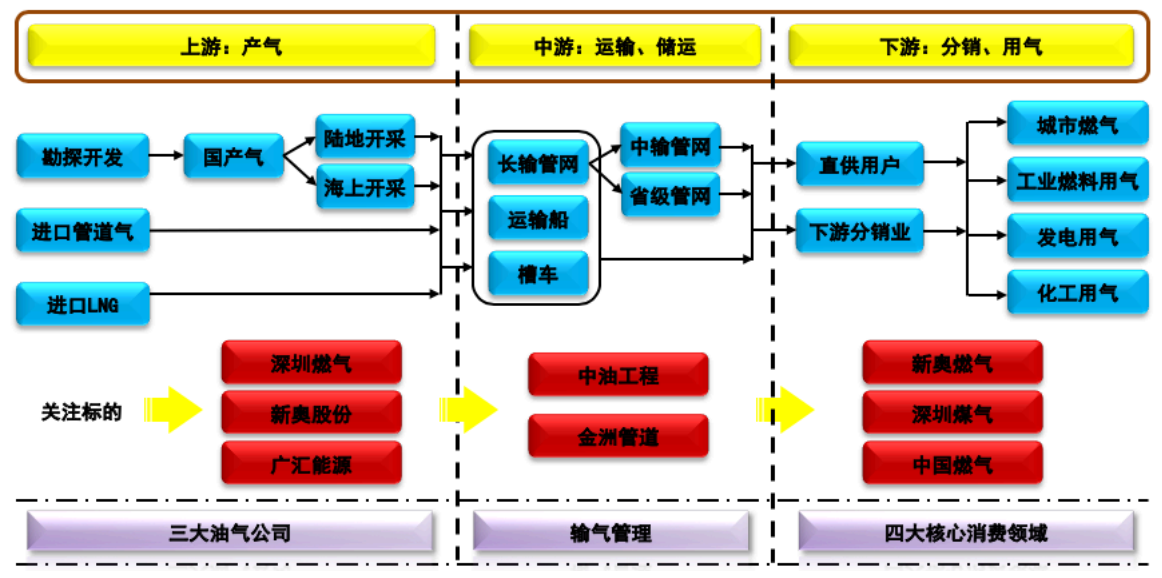 上游：产气
中游：运输、储运
下游：分销、用气
勘探开发
国产气
陆地开采
海上开采
进口管道气
进口LNG
长输管网
运输船
槽车
中输管网
省级管网
直供用户
下游分销业
城市燃气
工业燃料用气
发电用气
化工用气
关注标的
深圳燃气
新奥股份
广汇能源
中油工程
金洲管道
新奥燃气
深圳煤气
中国燃气
三大油气公司
输气管理
四大核心消费领域